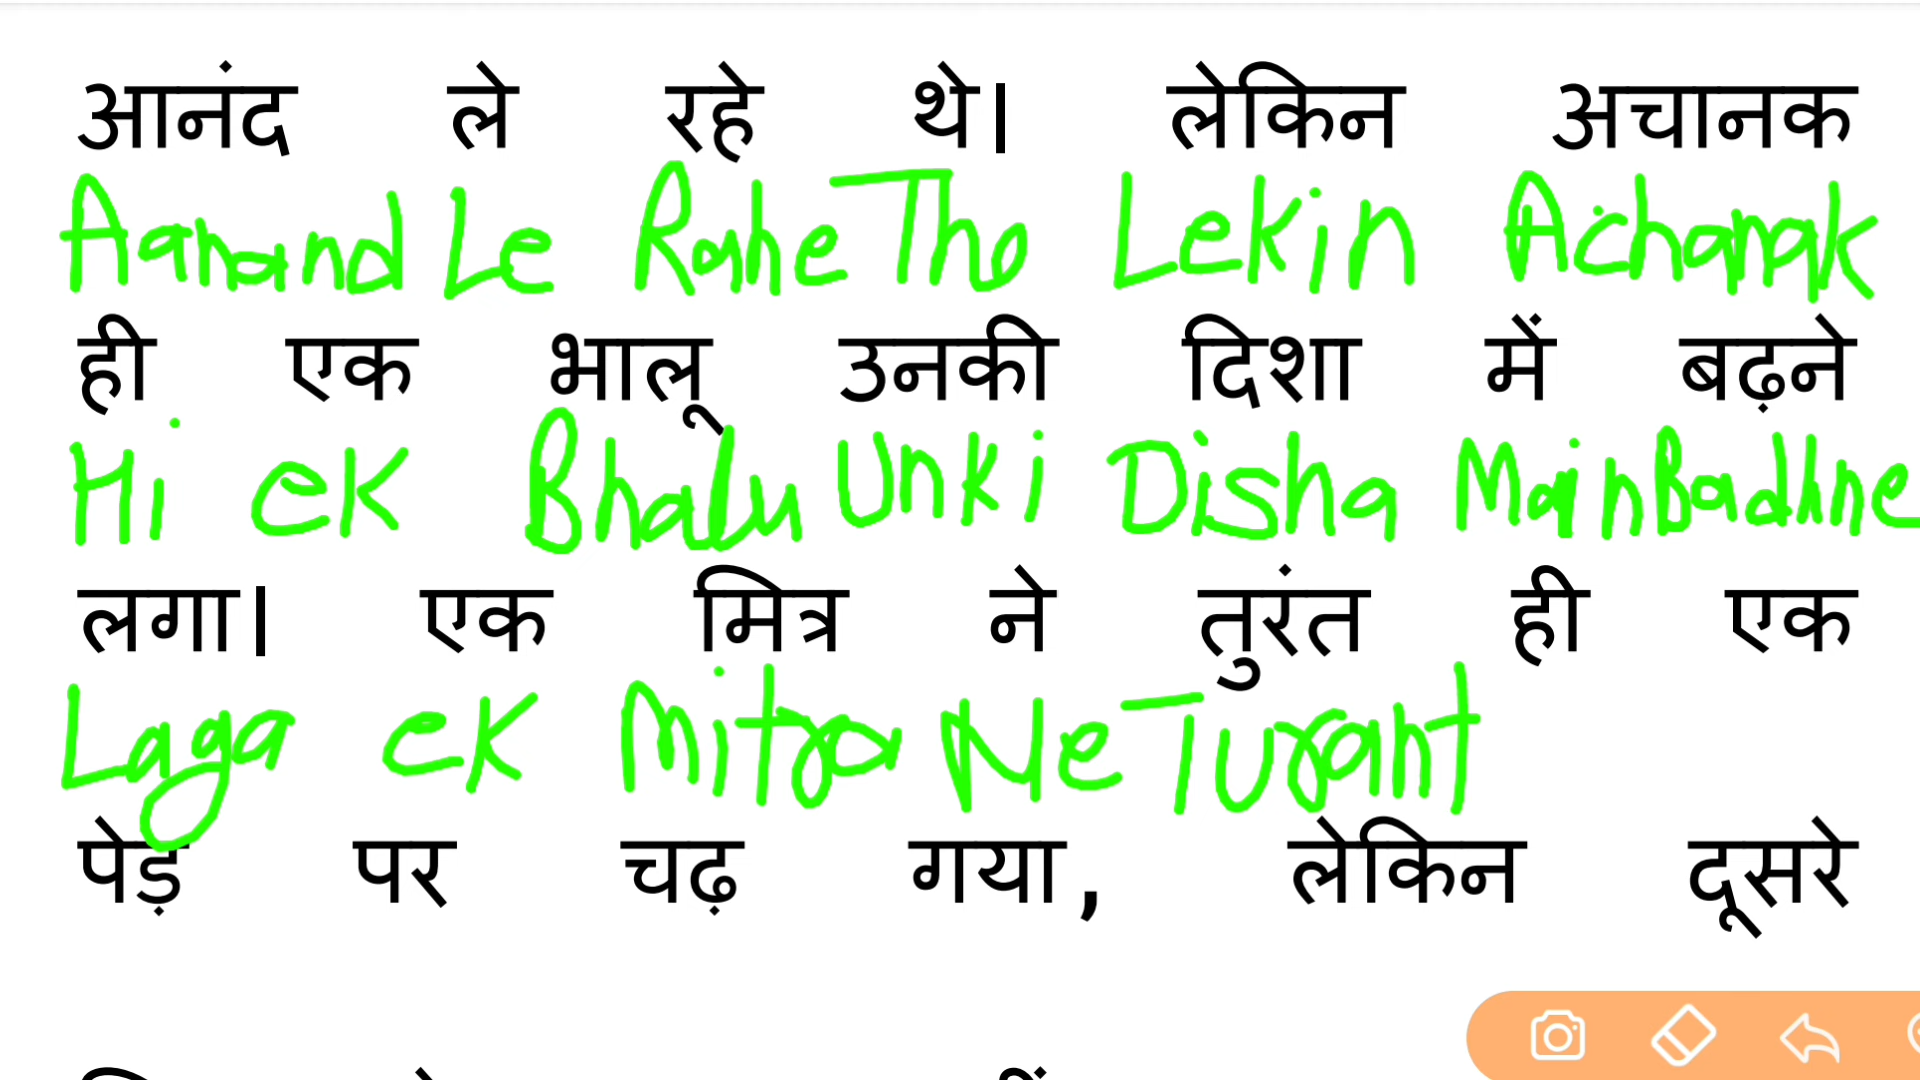 आनंद ले रहे थे। लेकिन अचानक
Aanand Le Rahe The Lekin Achanak
ही एक भालू उनकी दिशा में बढ़ने
Hi ek Bhalu Unki Disha Main Badhne
लगा। एक मित्र ने तुरंत ही एक
Laga ek Mitra Ne Turant
पेड़ पर चढ़ गया, लेकिन दूसरे